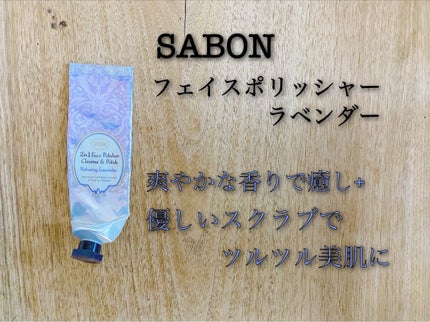 SABON
フェイスポリッシャー
ラベンダー
SABON
2in1 Face Polisher
Cleanse & Polish
Relaxing Lavender
爽やかな香りで癒し+
優しいスクラブで
ツルツル美肌に